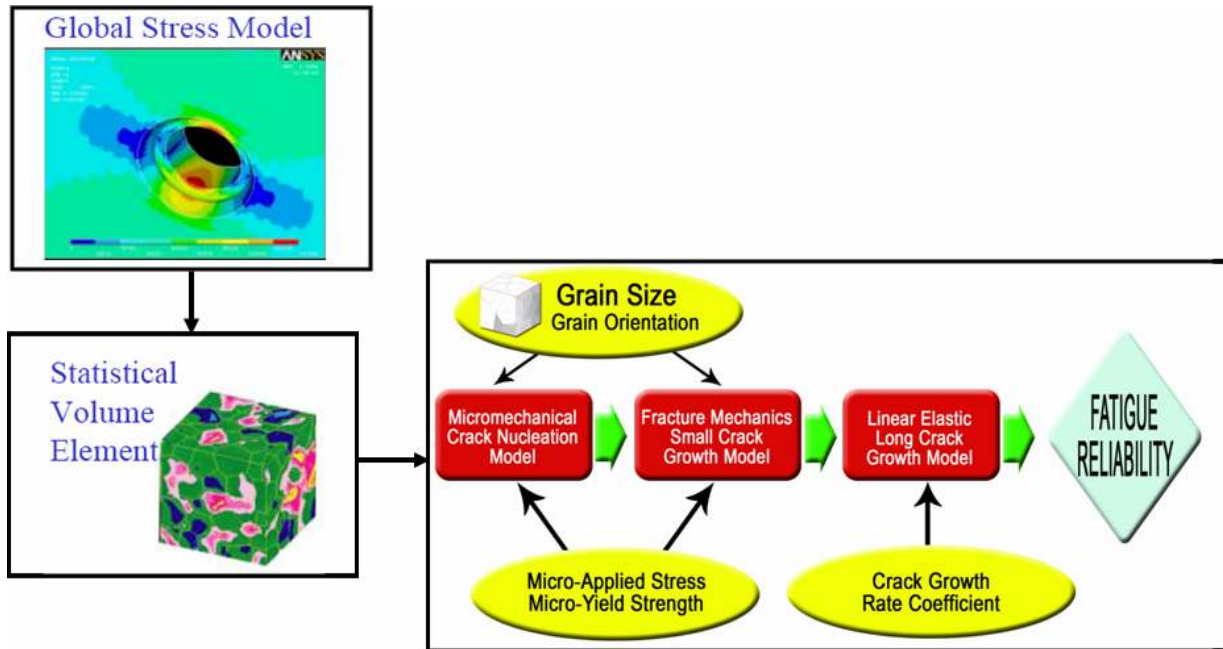 Global Stress Model
ANSYS
Statistical
Volume
Element
Grain Size
Grain Orientation
Micromechanical
Crack Nucleation
Model
Fracture Mechanics
Small Crack
Growth Model
Linear Elastic
Long Crack
Growth Model
FATIGUE
RELIABILITY
Micro-Applied Stress
Micro-Yield Strength
Crack Growth
Rate Coefficient